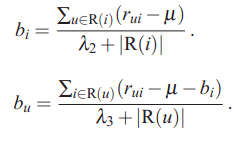 b_i = \frac{\sum_{u \in R(i)} (r_{ui} - \mu)}{\lambda_2 + |R(i)|} .
b_u = \frac{\sum_{i \in R(u)} (r_{ui} - \mu - b_i)}{\lambda_3 + |R(u)|} .